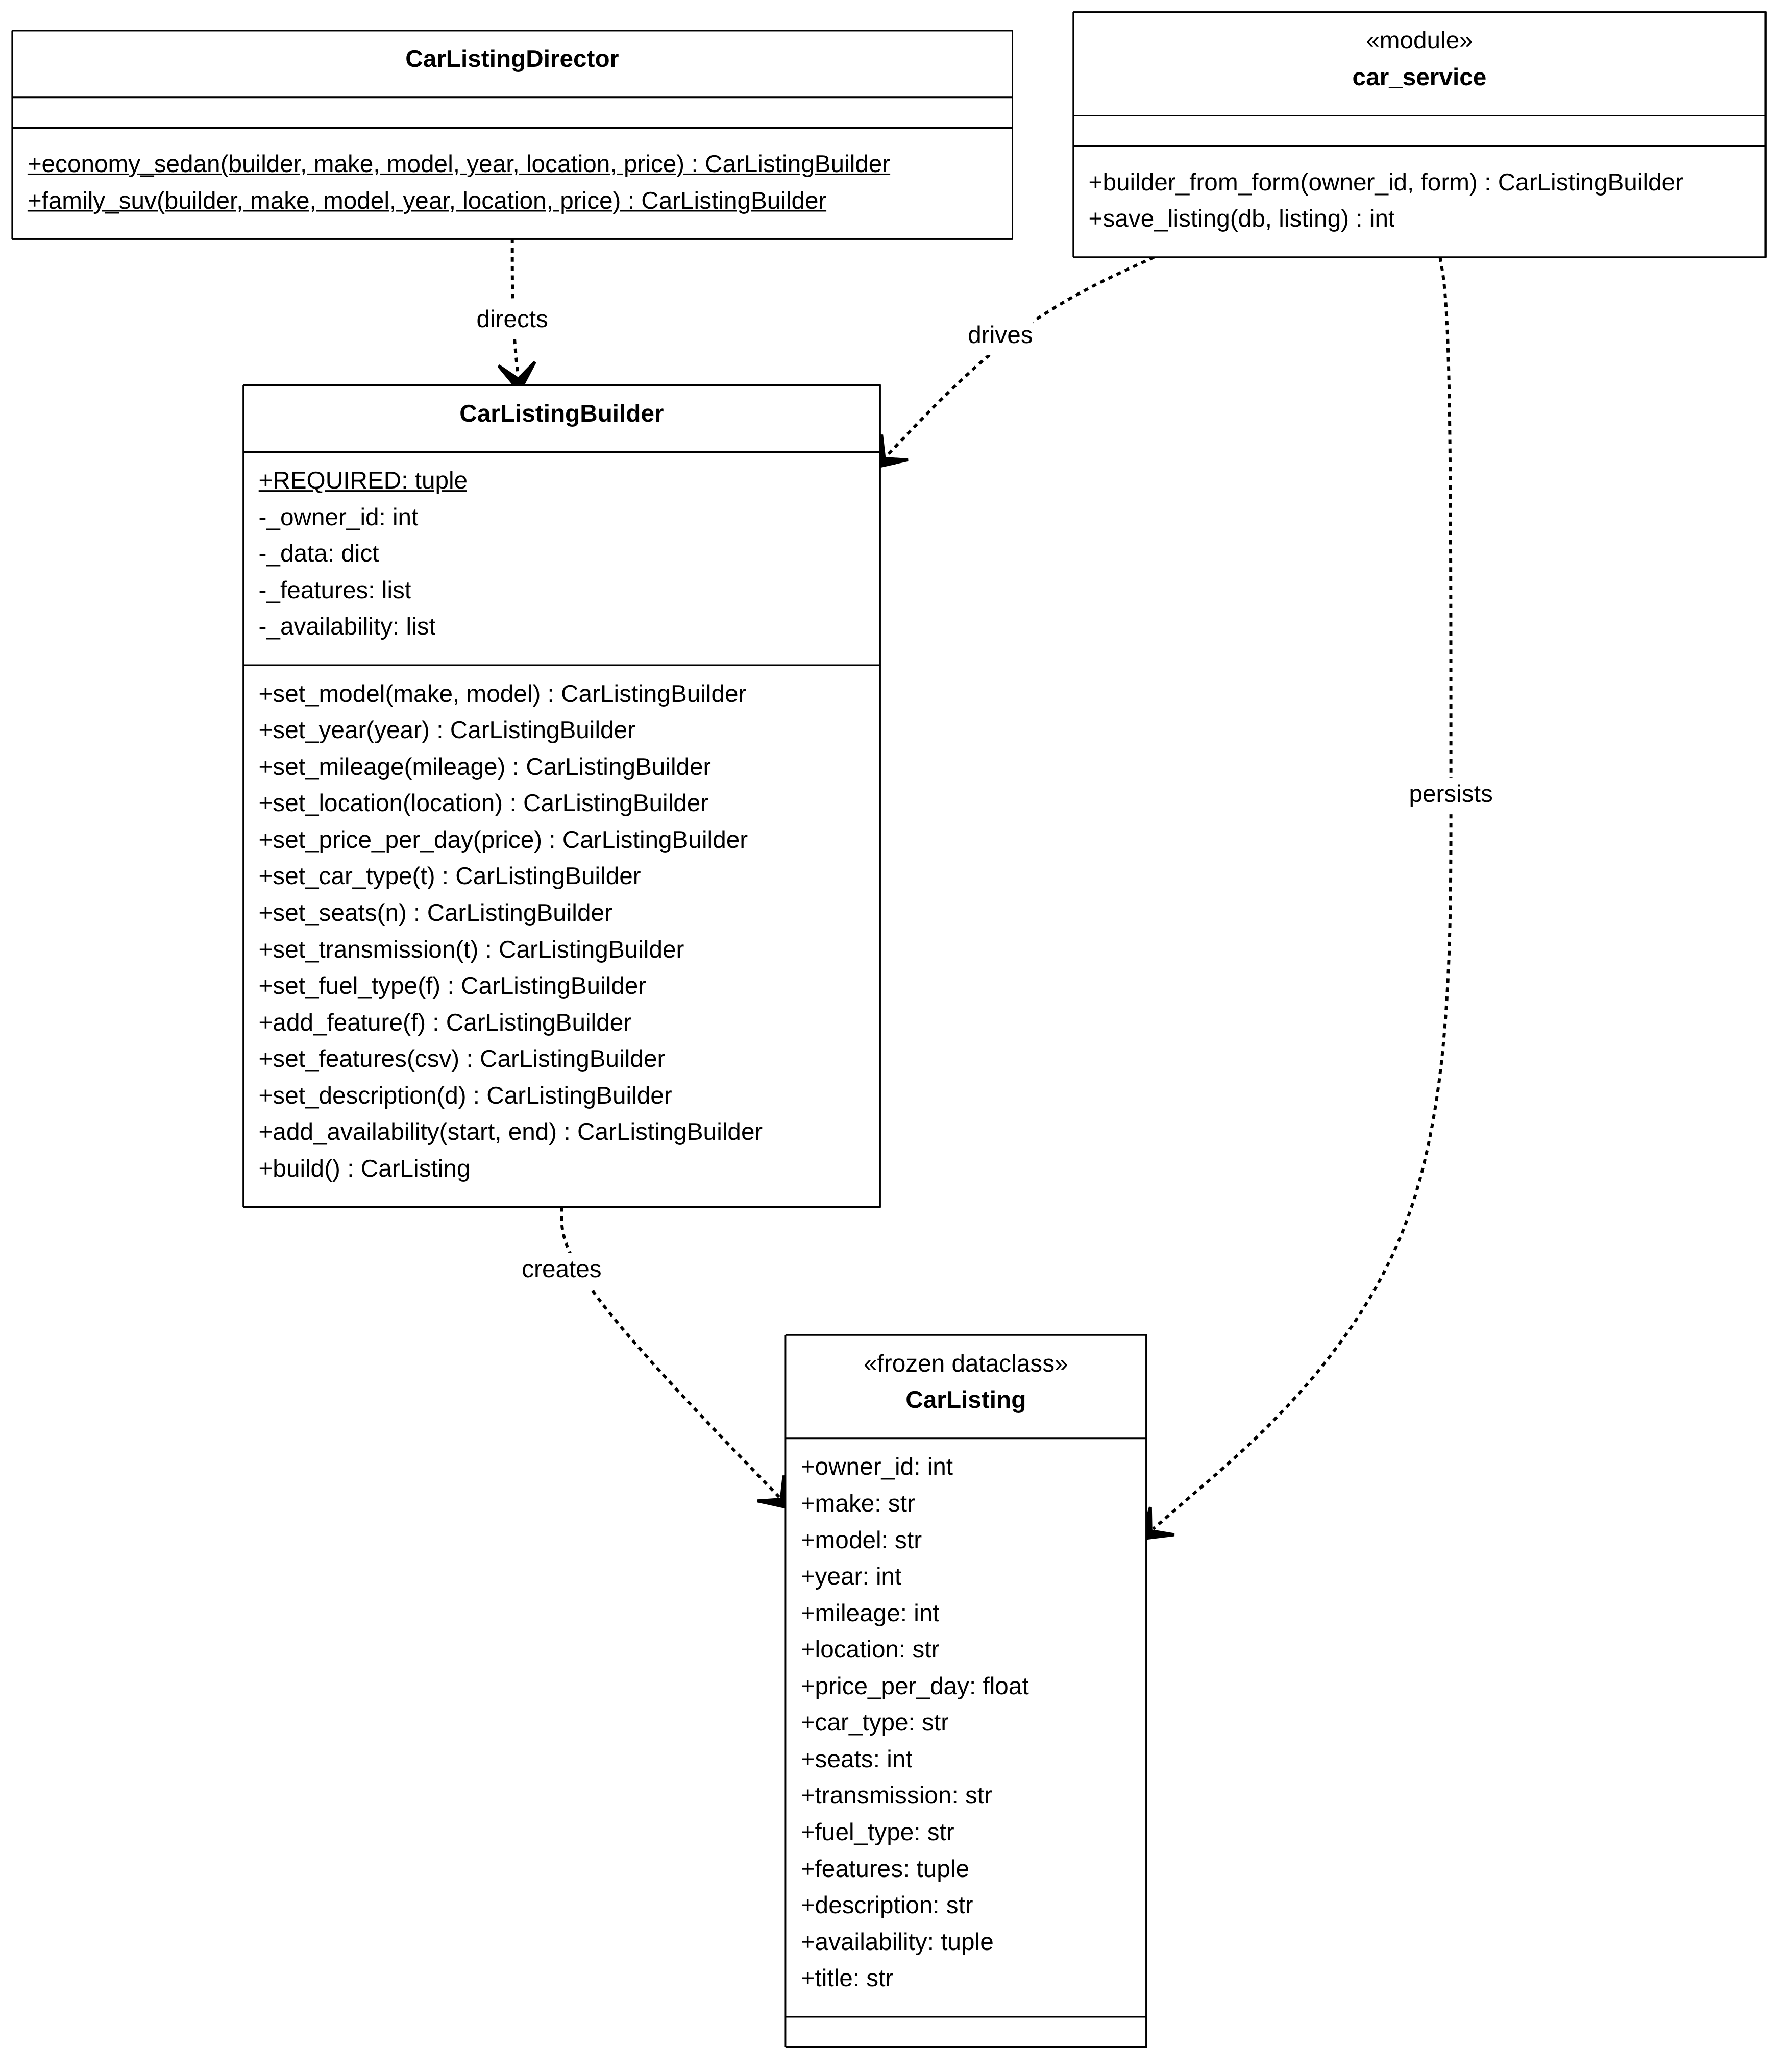 CarListingDirector
+economy_sedan(builder, make, model, year, location, price) : CarListingBuilder
+family_suv(builder, make, model, year, location, price) : CarListingBuilder
«module»
car_service
+builder_from_form(owner_id, form) : CarListingBuilder
+save_listing(db, listing) : int
directs
drives
CarListingBuilder
+REQUIRED: tuple
-_owner_id: int
-_data: dict
-_features: list
-_availability: list
+set_model(make, model) : CarListingBuilder
+set_year(year) : CarListingBuilder
+set_mileage(mileage) : CarListingBuilder
+set_location(location) : CarListingBuilder
+set_price_per_day(price) : CarListingBuilder
+set_car_type(t) : CarListingBuilder
+set_seats(n) : CarListingBuilder
+set_transmission(t) : CarListingBuilder
+set_fuel_type(f) : CarListingBuilder
+add_feature(f) : CarListingBuilder
+set_features(csv) : CarListingBuilder
+set_description(d) : CarListingBuilder
+add_availability(start, end) : CarListingBuilder
+build() : CarListing
persists
creates
«frozen dataclass»
CarListing
+owner_id: int
+make: str
+model: str
+year: int
+mileage: int
+location: str
+price_per_day: float
+car_type: str
+seats: int
+transmission: str
+fuel_type: str
+features: tuple
+description: str
+availability: tuple
+title: str